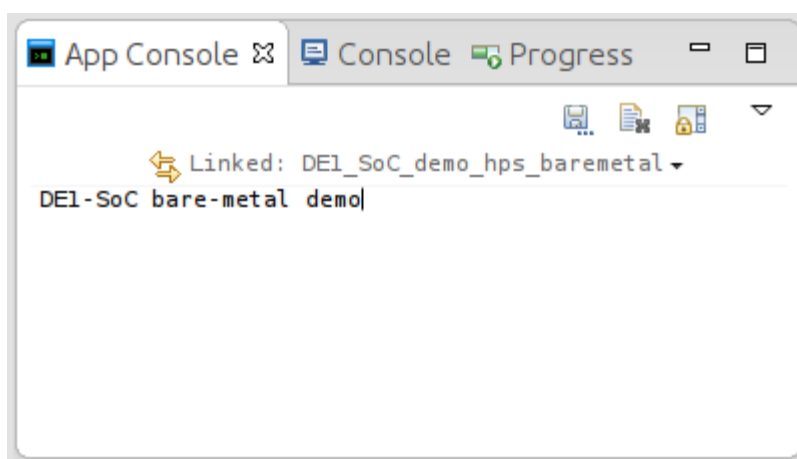 App Console Console Progress
Linked: DE1_SoC_demo_hps_baremetal
DE1-SoC bare-metal demo